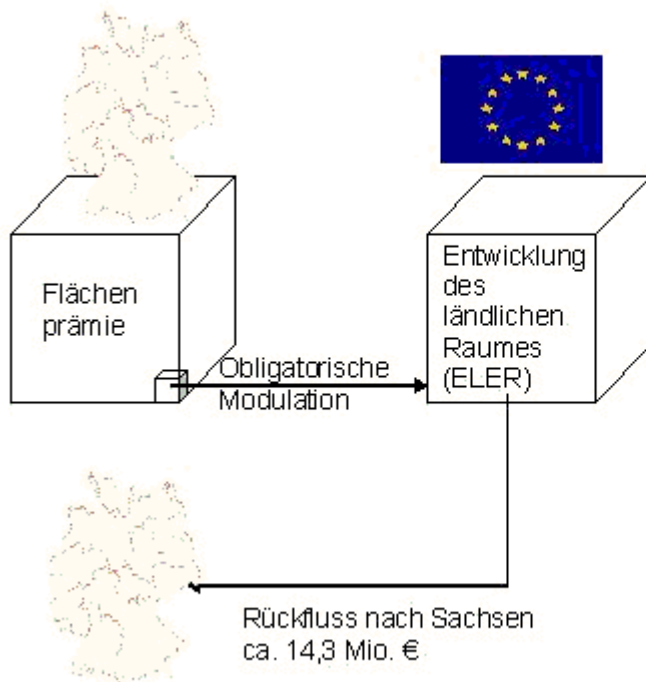 Flächen
prämie
Entwicklung
des
ländlichen
Raumes
(ELER)
Obligatorische
Modulation
Rückfluss nach Sachsen
ca. 14,3 Mio. €